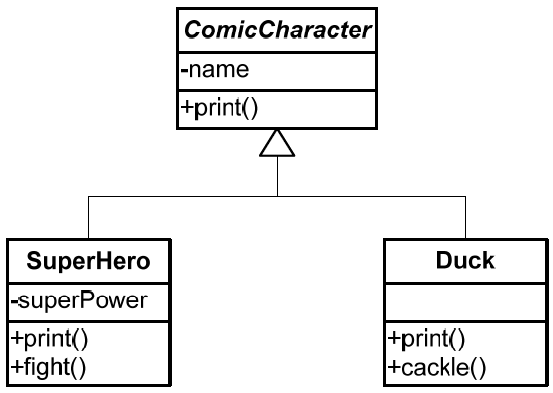 ComicCharacter
-name
+print()
SuperHero
-superPower
+print()
+fight()
Duck
+print()
+cackle()